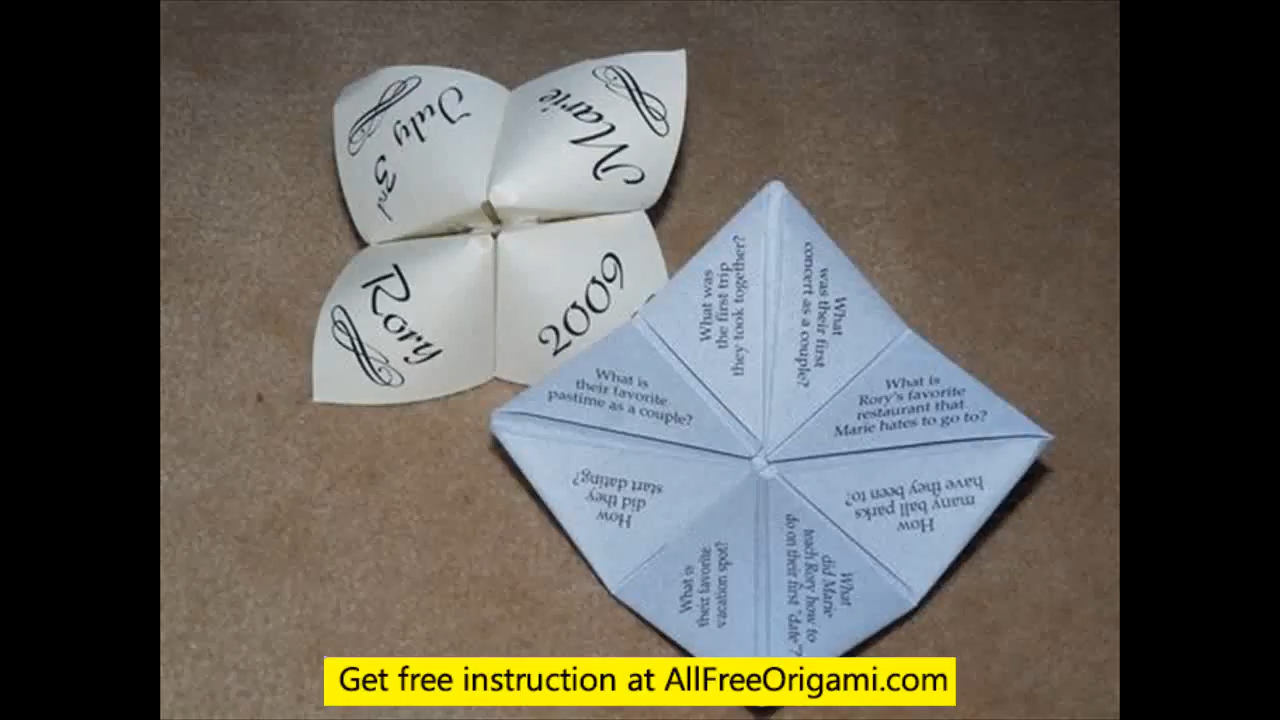 July 3rd
Marie
Rory
2009
What was
the first trip
they took together?
What
was their first
concert as a couple?
What is
their favorite
pastime as a couple?
What is
Rory's favorite
restaurant that
Marie hates to go to?
How
did they
start dating?
How
many ball parks
have they been to?
What is
their favorite
vacation spot?
What
did Marie
teach Rory how to
do on their first "date"?
Get free instruction at AllFreeOrigami.com